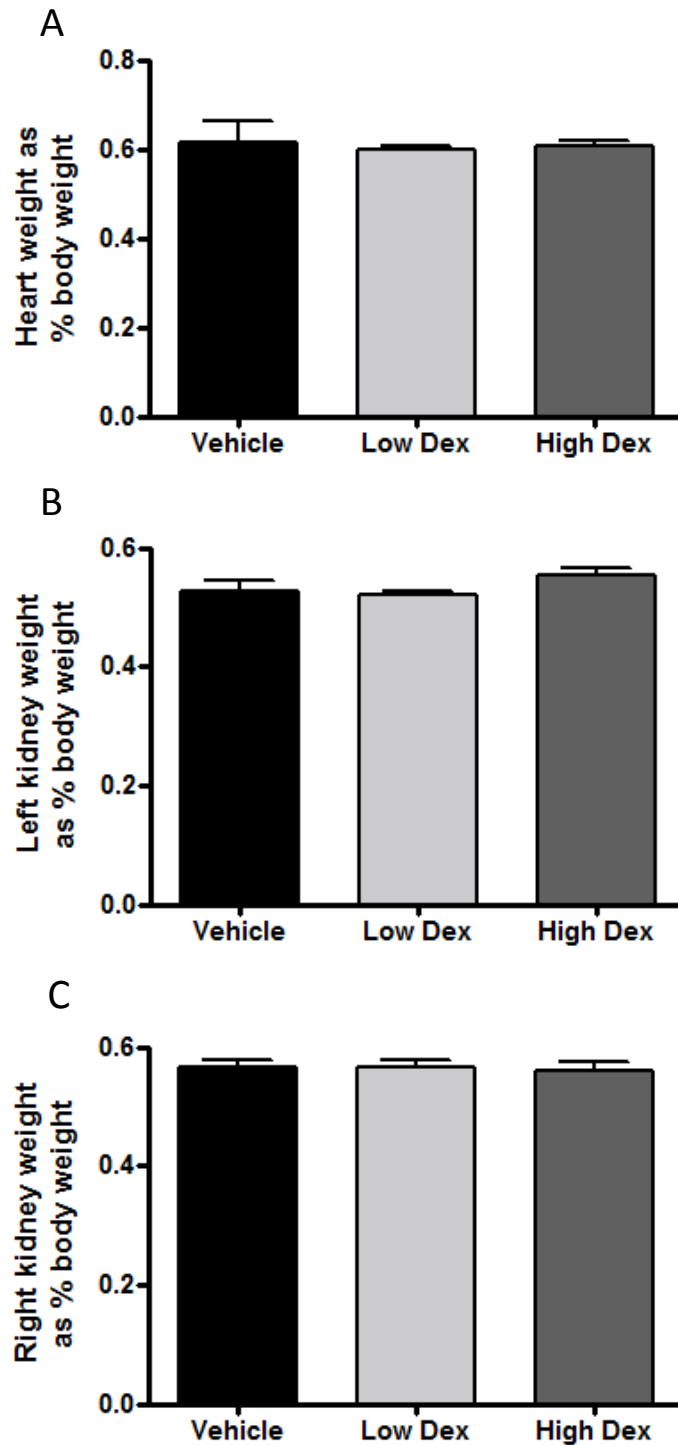 A
Heart weight as
% body weight
0.8
0.6
0.4
0.2
0.0
Vehicle Low Dex High Dex
B
Left kidney weight
as % body weight
0.6
0.4
0.2
0.0
Vehicle Low Dex High Dex
C
Right kidney weight
as % body weight
0.6
0.4
0.2
0.0
Vehicle Low Dex High Dex